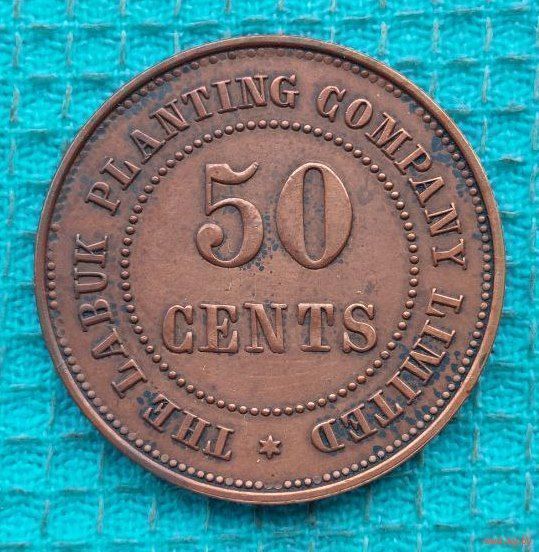 THE LABUK PLANTING COMPANY LIMITED
50
CENTS